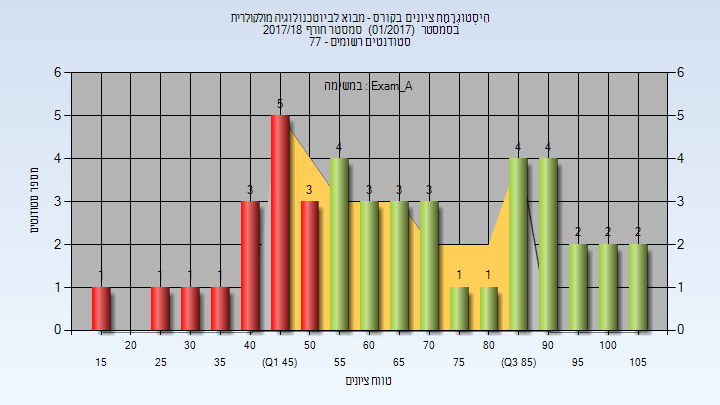 היסטוגרמת ציונים בקורס - מבוא לביוטכנולוגיה מולקולרית
בסמסטר (01/2017) סמסטר חורף 2017/18
סטודנטים רשומים - 77
במשימה : Exam_A
6 6
5 5
4 4
3 3
2 2
1 1
0 0
מספר סטודנטים
1 1 1 1 3 5 3 4 3 3 3 1 1 4 4 2 2 2
20 30 40 50 60 70 80 90 100
15 25 35 (Q1 45) 55 65 75 (Q3 85) 95 105
טווח ציונים